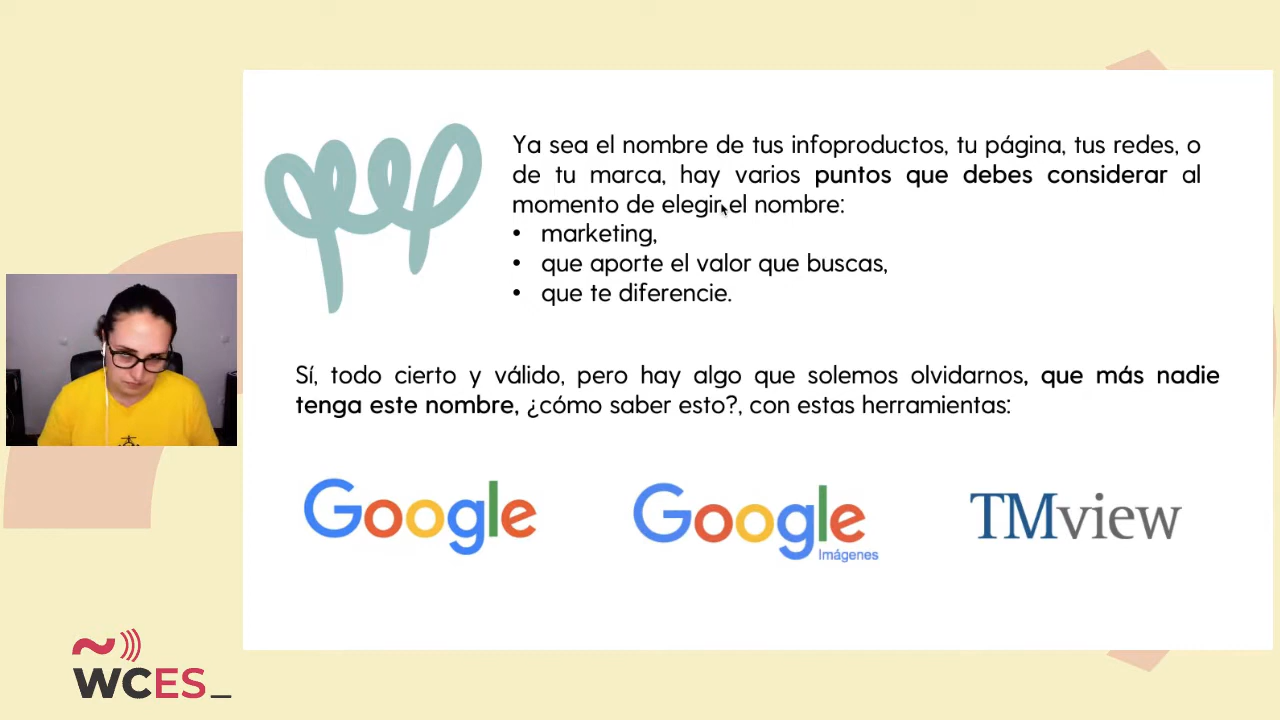 Ya sea el nombre de tus infoproductos, tu página, tus redes, o
de tu marca, hay varios puntos que debes considerar al
momento de elegir el nombre:
• marketing,
• que aporte el valor que buscas,
• que te diferencie.
Sí, todo cierto y válido, pero hay algo que solemos olvidarnos, que más nadie
tenga este nombre, ¿cómo saber esto?, con estas herramientas:
Google
Google
Imágenes
TMview
WCES_